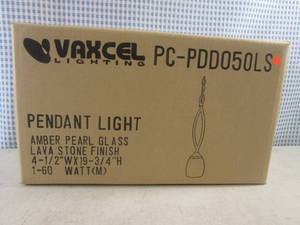 VAXCEL PC-PDD050LS
LIGHTING
PENDANT LIGHT
AMBER PEARL GLASS
LAVA STONE FINISH
4-1/2"WX19-3/4"H
1-60 WATT(M)